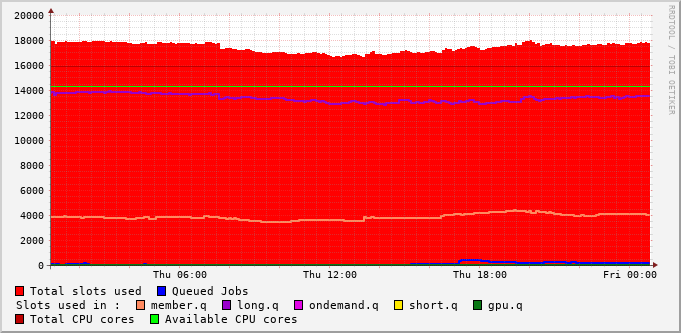 20000
18000
16000
14000
12000
10000
8000
6000
4000
2000
0
Thu 06:00 Thu 12:00 Thu 18:00 Fri 00:00
RRDTOOL / TOBI OETIKER
Total slots used Queued Jobs
Slots used in : member.q long.q ondemand.q short.q gpu.q
Total CPU cores Available CPU cores